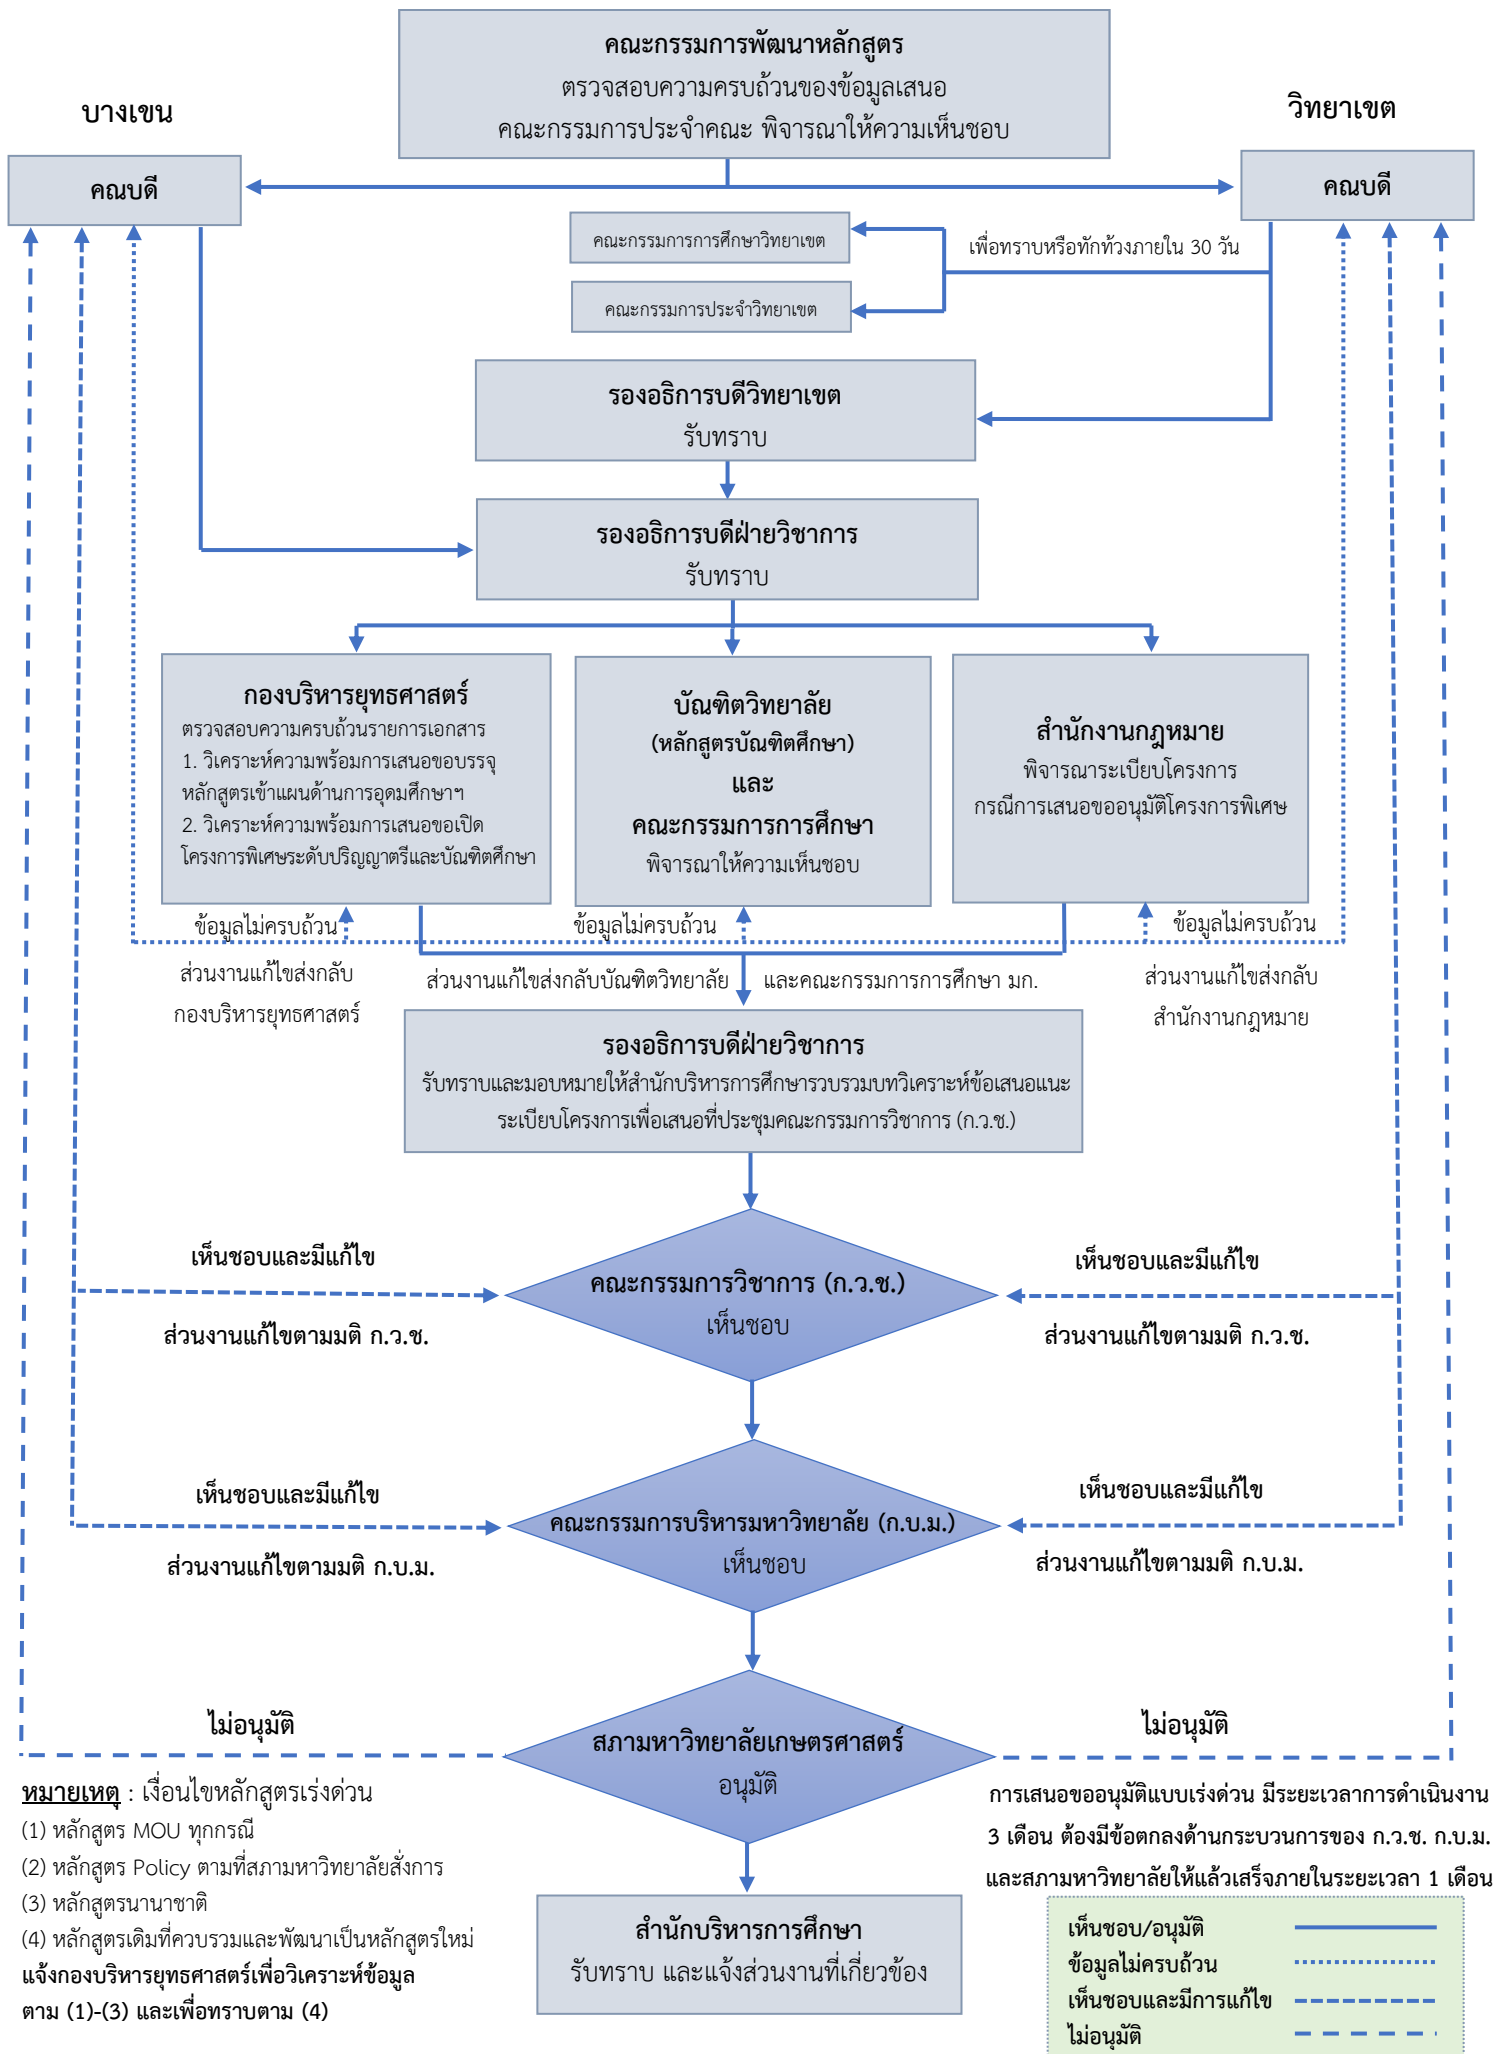 คณะกรรมการพัฒนาหลักสูตร
ตรวจสอบความครบถ้วนของข้อมูลเสนอ
คณะกรรมการประจำคณะ พิจารณาให้ความเห็นชอบ
บางเขน
วิทยาเขต
คณบดี
คณบดี
คณะกรรมการการศึกษาวิทยาเขต
เพื่อทราบหรือทักท้วงภายใน 30 วัน
คณะกรรมการประจำวิทยาเขต
รองอธิการบดีวิทยาเขต
รับทราบ
รองอธิการบดีฝ่ายวิชาการ
รับทราบ
กองบริหารยุทธศาสตร์
ตรวจสอบความครบถ้วนรายการเอกสาร
1. วิเคราะห์ความพร้อมการเสนอขอบรรจุ
หลักสูตรเข้าแผนด้านการอุดมศึกษาฯ
2. วิเคราะห์ความพร้อมการเสนอขอเปิด
โครงการพิเศษระดับปริญญาตรีและบัณฑิตศึกษา
บัณฑิตวิทยาลัย
(หลักสูตรบัณฑิตศึกษา)
และ
คณะกรรมการการศึกษา
พิจารณาให้ความเห็นชอบ
สำนักงานกฎหมาย
พิจารณาระเบียบโครงการ
กรณีการเสนอขออนุมัติโครงการพิเศษ
ข้อมูลไม่ครบถ้วน
ส่วนงานแก้ไขส่งกลับ
กองบริหารยุทธศาสตร์
ข้อมูลไม่ครบถ้วน
ส่วนงานแก้ไขส่งกลับบัณฑิตวิทยาลัย และคณะกรรมการการศึกษา มก.
ข้อมูลไม่ครบถ้วน
ส่วนงานแก้ไขส่งกลับ
สำนักงานกฎหมาย
รองอธิการบดีฝ่ายวิชาการ
รับทราบและมอบหมายให้สำนักบริหารการศึกษารวบรวมบทวิเคราะห์ข้อเสนอแนะ
ระเบียบโครงการเพื่อเสนอที่ประชุมคณะกรรมการวิชาการ (ก.ว.ช.)
เห็นชอบและมีแก้ไข
ส่วนงานแก้ไขตามมติ ก.ว.ช.
คณะกรรมการวิชาการ (ก.ว.ช.)
เห็นชอบ
เห็นชอบและมีแก้ไข
ส่วนงานแก้ไขตามมติ ก.ว.ช.
เห็นชอบและมีแก้ไข
ส่วนงานแก้ไขตามมติ ก.บ.ม.
คณะกรรมการบริหารมหาวิทยาลัย (ก.บ.ม.)
เห็นชอบ
เห็นชอบและมีแก้ไข
ส่วนงานแก้ไขตามมติ ก.บ.ม.
ไม่อนุมัติ
สภามหาวิทยาลัยเกษตรศาสตร์
อนุมัติ
ไม่อนุมัติ
หมายเหตุ : เงื่อนไขหลักสูตรเร่งด่วน
(1) หลักสูตร MOU ทุกกรณี
(2) หลักสูตร Policy ตามที่สภามหาวิทยาลัยสั่งการ
(3) หลักสูตรนานาชาติ
(4) หลักสูตรเดิมที่ควบรวมและพัฒนาเป็นหลักสูตรใหม่
แจ้งกองบริหารยุทธศาสตร์เพื่อวิเคราะห์ข้อมูล
ตาม (1)-(3) และเพื่อทราบตาม (4)
การเสนอขออนุมัติแบบเร่งด่วน มีระยะเวลาการดำเนินงาน
3 เดือน ต้องมีข้อตกลงด้านกระบวนการของ ก.ว.ช. ก.บ.ม.
และสภามหาวิทยาลัยให้แล้วเสร็จภายในระยะเวลา 1 เดือน
สำนักบริหารการศึกษา
รับทราบ และแจ้งส่วนงานที่เกี่ยวข้อง
เห็นชอบ/อนุมัติ
ข้อมูลไม่ครบถ้วน
เห็นชอบและมีการแก้ไข
ไม่อนุมัติ